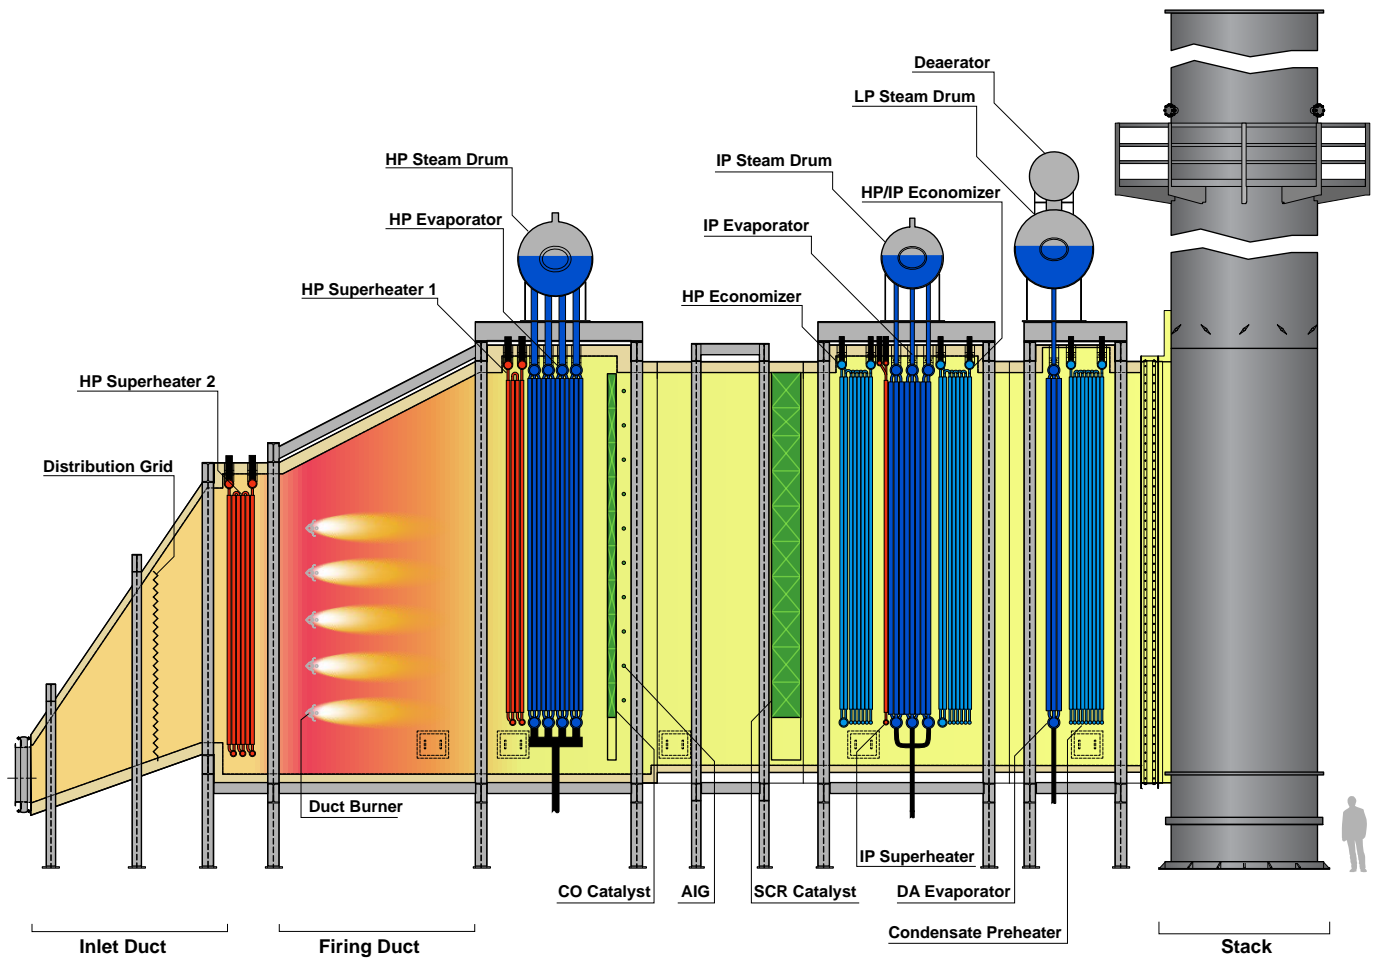 Deaerator
LP Steam Drum
HP Steam Drum
IP Steam Drum
HP/IP Economizer
HP Evaporator
IP Evaporator
HP Superheater 1
HP Economizer
HP Superheater 2
Distribution Grid
Duct Burner
IP Superheater
CO Catalyst
AIG
SCR Catalyst
DA Evaporator
Condensate Preheater
Inlet Duct
Firing Duct
Stack